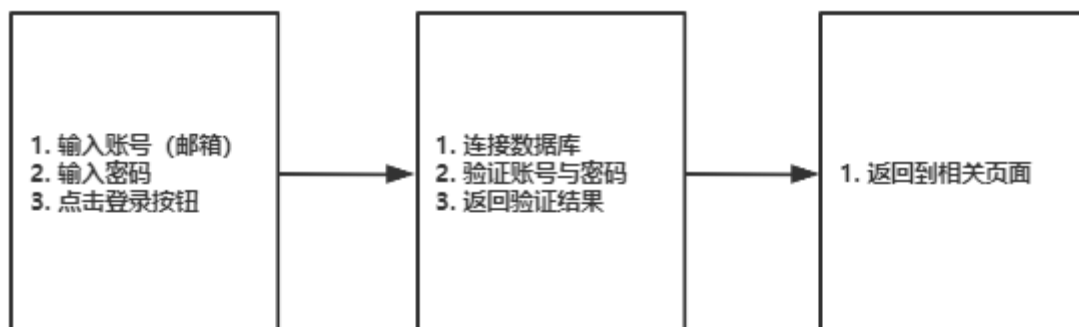 1. 输入账号（邮箱）
2. 输入密码
3. 点击登录按钮
1. 连接数据库
2. 验证账号与密码
3. 返回验证结果
1. 返回到相关页面